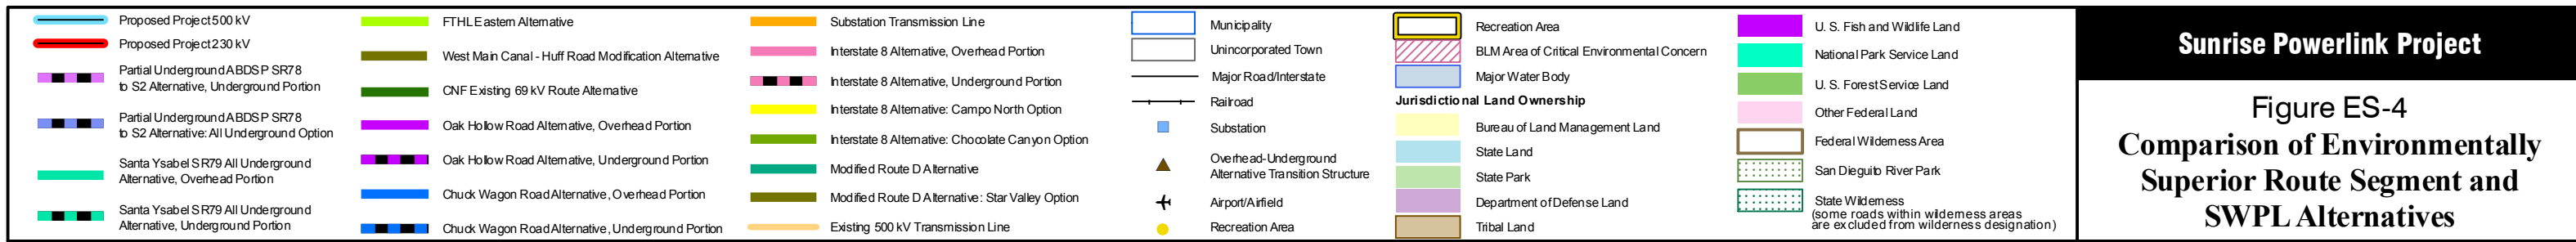 Proposed Project 500 kV
Proposed Project 230 kV
Partial Underground ABDSP SR78
to S2 Alternative, Underground Portion
Partial Underground ABDSP SR78
to S2 Alternative: All Underground Option
Santa Ysabel SR79 All Underground
Alternative, Overhead Portion
Santa Ysabel SR79 All Underground
Alternative, Underground Portion
FTHL Eastern Alternative
West Main Canal - Huff Road Modification Alternative
CNF Existing 69 kV Route Alternative
Oak Hollow Road Alternative, Overhead Portion
Oak Hollow Road Alternative, Underground Portion
Chuck Wagon Road Alternative, Overhead Portion
Chuck Wagon Road Alternative, Underground Portion
Substation Transmission Line
Interstate 8 Alternative, Overhead Portion
Interstate 8 Alternative, Underground Portion
Interstate 8 Alternative: Campo North Option
Interstate 8 Alternative: Chocolate Canyon Option
Modified Route D Alternative
Modified Route D Alternative: Star Valley Option
Existing 500 kV Transmission Line
Municipality
Unincorporated Town
Major Road/Interstate
Railroad
Substation
Overhead-Underground
Alternative Transition Structure
Airport/Airfield
Recreation Area
Recreation Area
BLM Area of Critical Environmental Concern
Major Water Body
Jurisdictional Land Ownership
Bureau of Land Management Land
State Land
State Park
Department of Defense Land
Tribal Land
U. S. Fish and Wildlife Land
National Park Service Land
U. S. Forest Service Land
Other Federal Land
Federal Wilderness Area
San Dieguito River Park
State Wilderness
(some roads within wilderness areas
are excluded from wilderness designation)
Sunrise Powerlink Project
Figure ES-4
Comparison of Environmentally
Superior Route Segment and
SWPL Alternatives